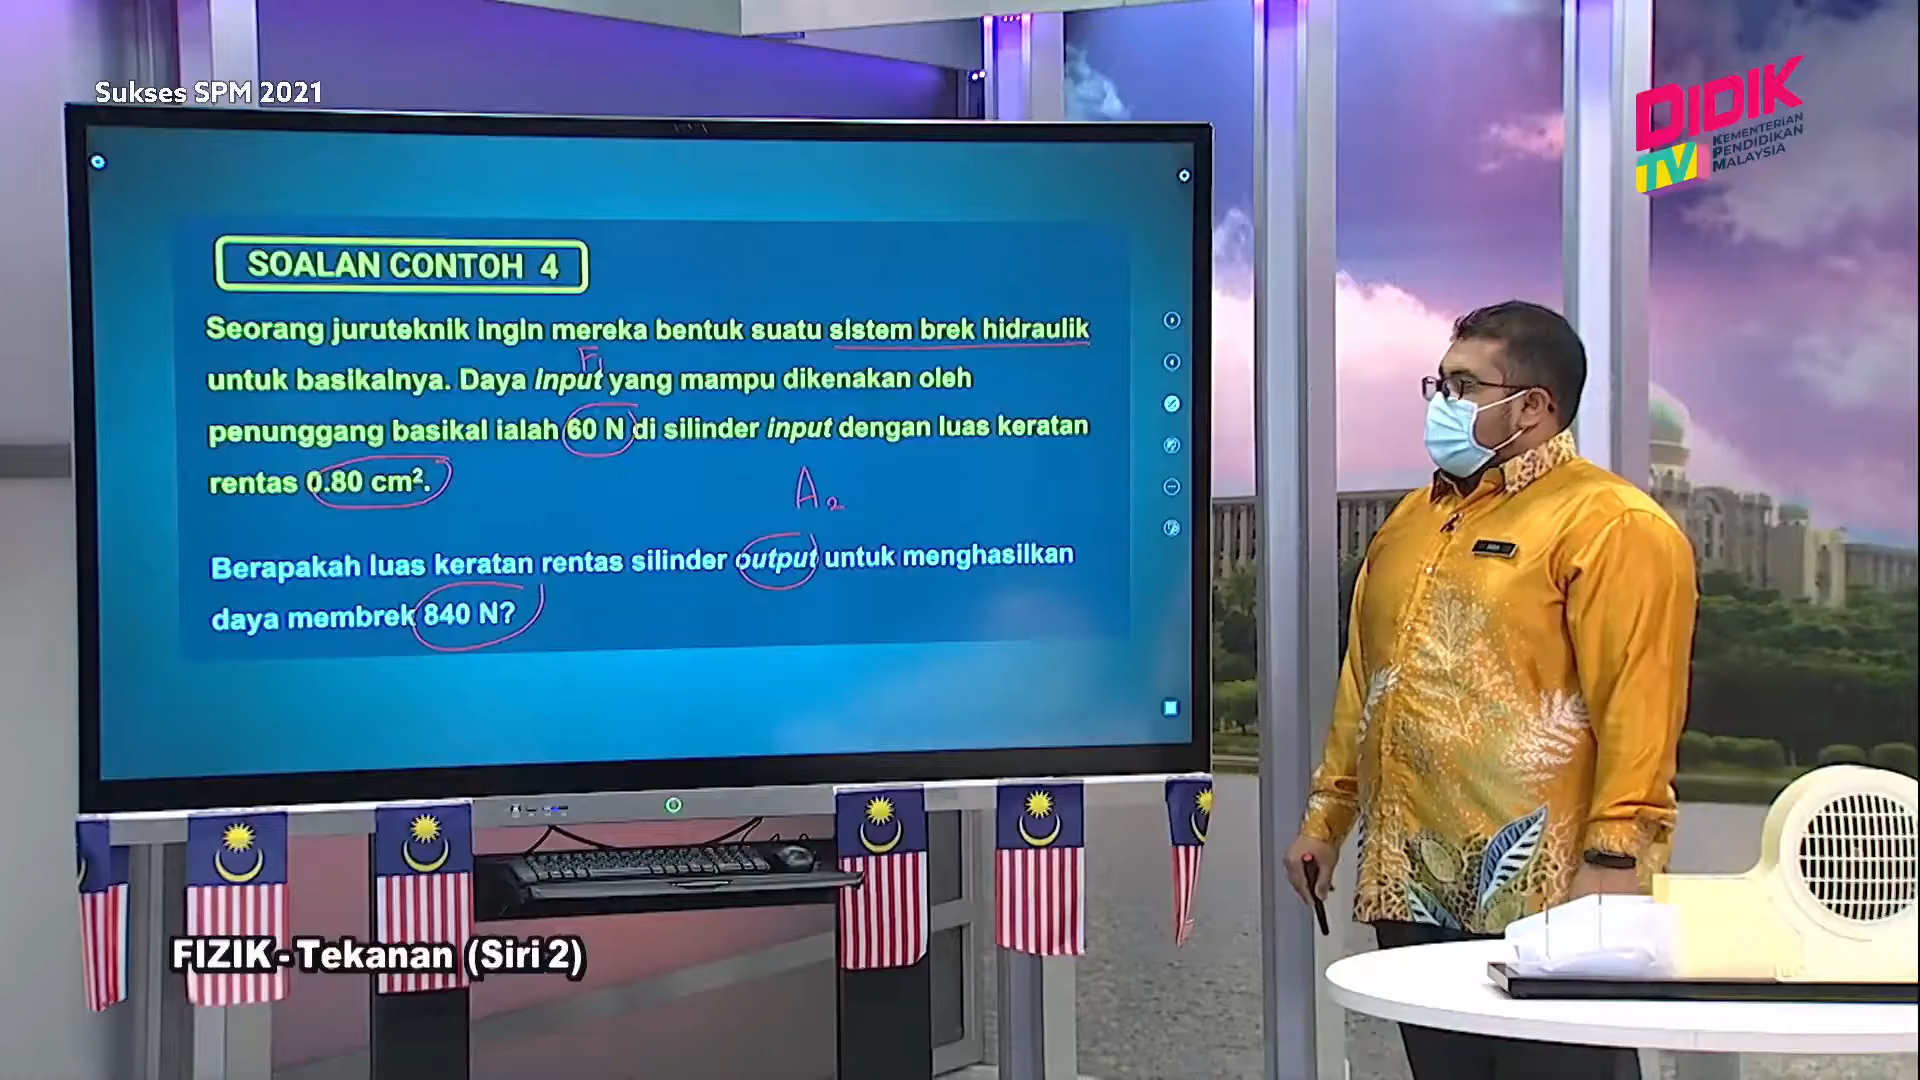 Sukses SPM 2021
DIDIK
TV
KEMENTERIAN
PENDIDIKAN
MALAYSIA
SOALAN CONTOH 4
Seorang juruteknik ingin mereka bentuk suatu sistem brek hidraulik
F₁
untuk basikalnya. Daya input yang mampu dikenakan oleh
penunggang basikal ialah 60 N di silinder input dengan luas keratan
rentas 0.80 cm².
A₂
Berapakah luas keratan rentas silinder output untuk menghasilkan
daya membrek 840 N?
FIZIK - Tekanan (Siri 2)